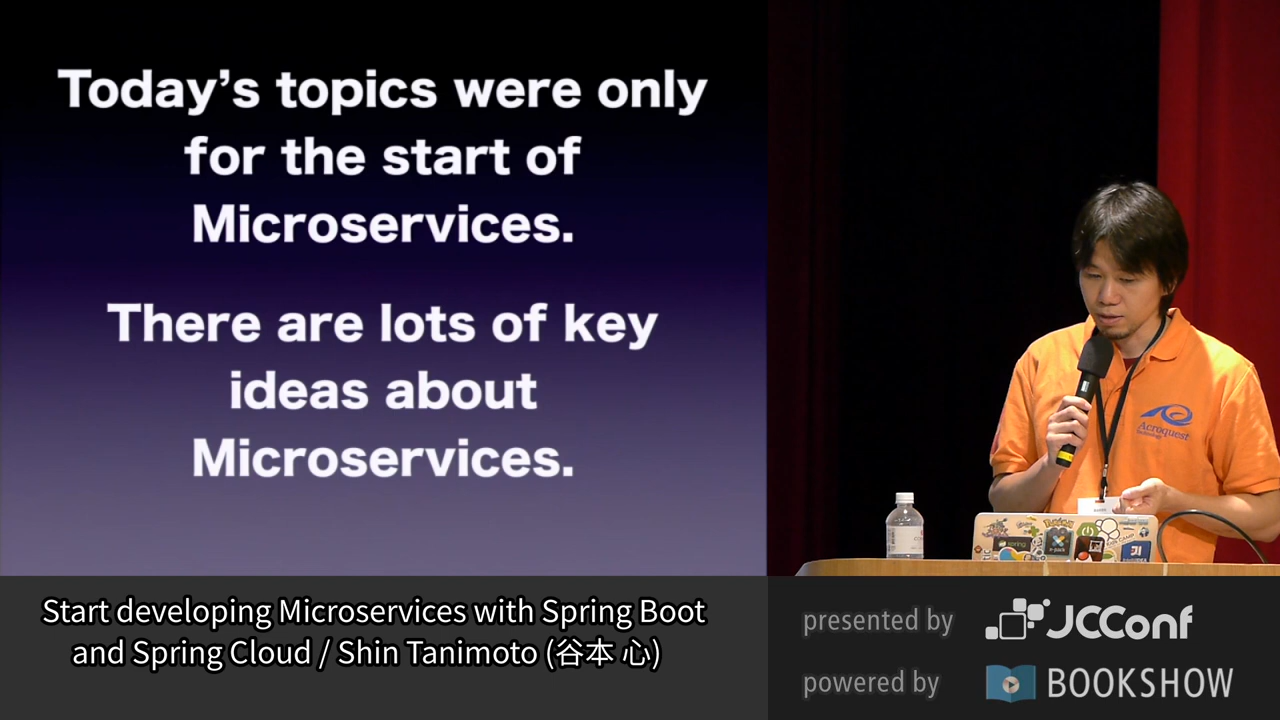 Today's topics were only
for the start of
Microservices.
There are lots of key
ideas about
Microservices.
Acroquest
Technology
spring
Start developing Microservices with Spring Boot
and Spring Cloud / Shin Tanimoto (谷本 心)
presented by JCConf
powered by BOOKSHOW